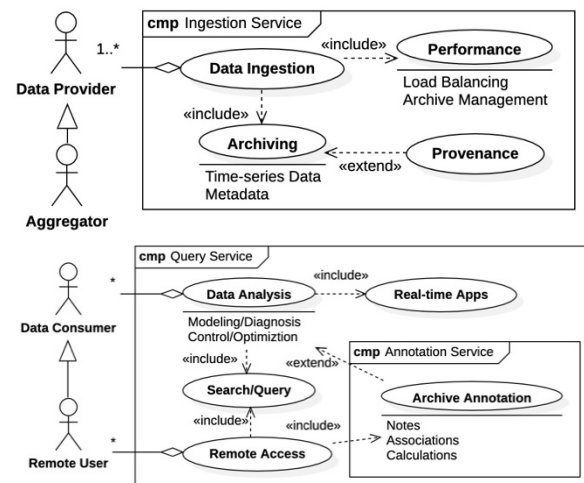 cmp Ingestion Service
1..*
Data Provider
Data Ingestion
«include»
Performance
Load Balancing
Archive Management
«include»
Archiving
Time-series Data
Metadata
«extend»
Provenance
Aggregator
cmp Query Service
*
Data Consumer
Data Analysis
Modeling/Diagnosis
Control/Optimiztion
«include»
Real-time Apps
«include»
«extend»
cmp Annotation Service
Search/Query
Archive Annotation
Notes
Associations
Calculations
«include»
«include»
*
Remote User
Remote Access